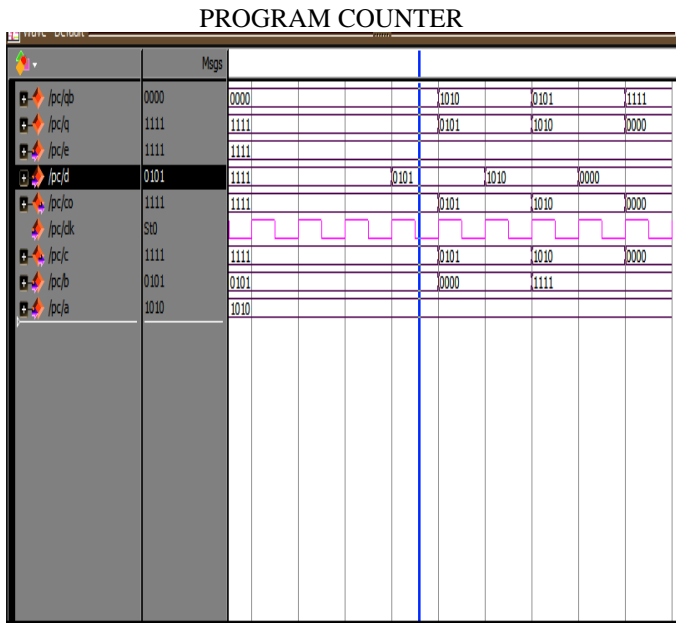 PROGRAM COUNTER
Wave - Default
Msgs
/pc/qb 0000 0000 1010 0101 1111
/pc/q 1111 1111 0101 1010 0000
/pc/e 1111 1111
/pc/d 0101 1111 0101 1010 0000
/pc/co 1111 1111 0101 1010 0000
/pc/clk St0
/pc/c 1111 1111 0101 1010 0000
/pc/b 0101 0101 0000 1111
/pc/a 1010 1010